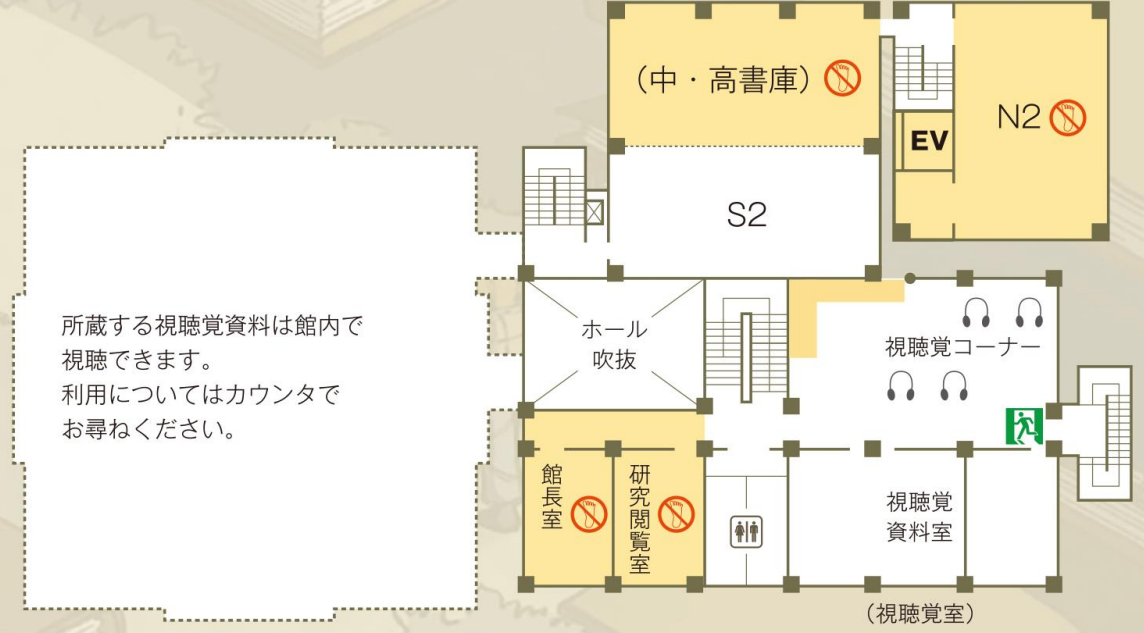 （中・高書庫）
N2
EV
S2
所蔵する視聴覚資料は館内で
視聴できます。
利用についてはカウンタで
お尋ねください。
ホール
吹抜
視聴覚コーナー
館長室
研究閲覧室
視聴覚
資料室
（視聴覚室）